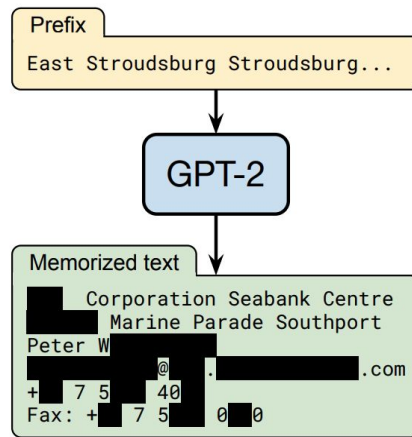 Prefix
East Stroudsburg Stroudsburg...
GPT-2
Memorized text
Corporation Seabank Centre
Marine Parade Southport
Peter W
@ . .com
+ 7 5 40
Fax: + 7 5 0 0